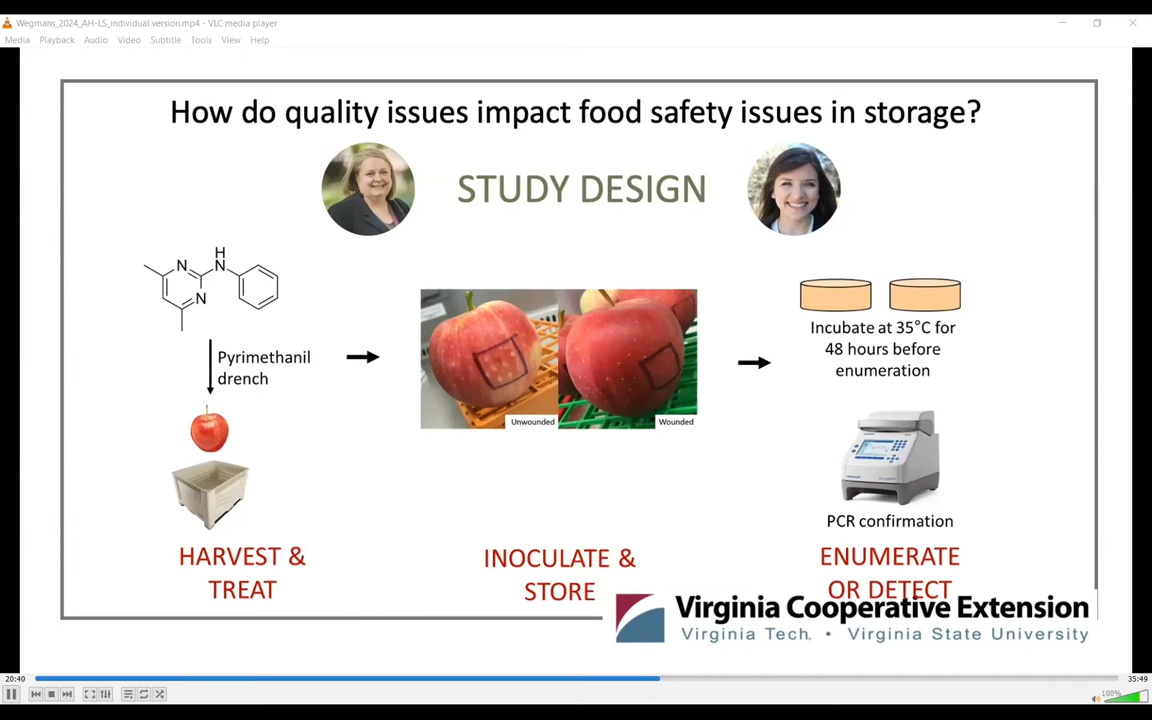 Wegmans_2024_AH-LS_individual version.mp4 - VLC media player
Media Playback Audio Video Subtitle Tools View Help
How do quality issues impact food safety issues in storage?
STUDY DESIGN
H
N
N
N
Pyrimethanil
drench
HARVEST &
TREAT
Unwounded
Wounded
INOCULATE &
STORE
Incubate at 35°C for
48 hours before
enumeration
PCR confirmation
ENUMERATE
OR DETECT
Virginia Cooperative Extension
Virginia Tech. • Virginia State University
20:40
35:49
100%